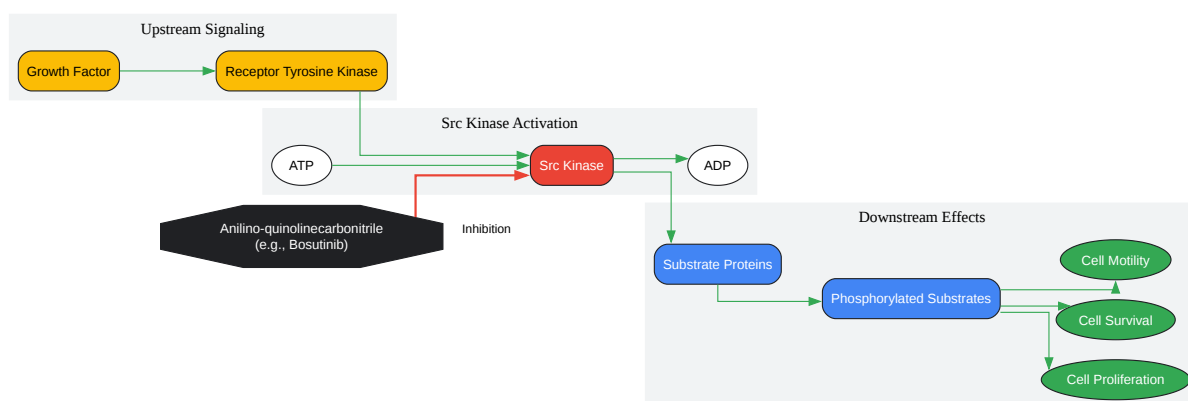 Upstream Signaling
Growth Factor
Receptor Tyrosine Kinase
Src Kinase Activation
ATP
Src Kinase
ADP
Anilino-quinolinecarbonitrile
(e.g., Bosutinib)
Inhibition
Downstream Effects
Substrate Proteins
Phosphorylated Substrates
Cell Motility
Cell Survival
Cell Proliferation